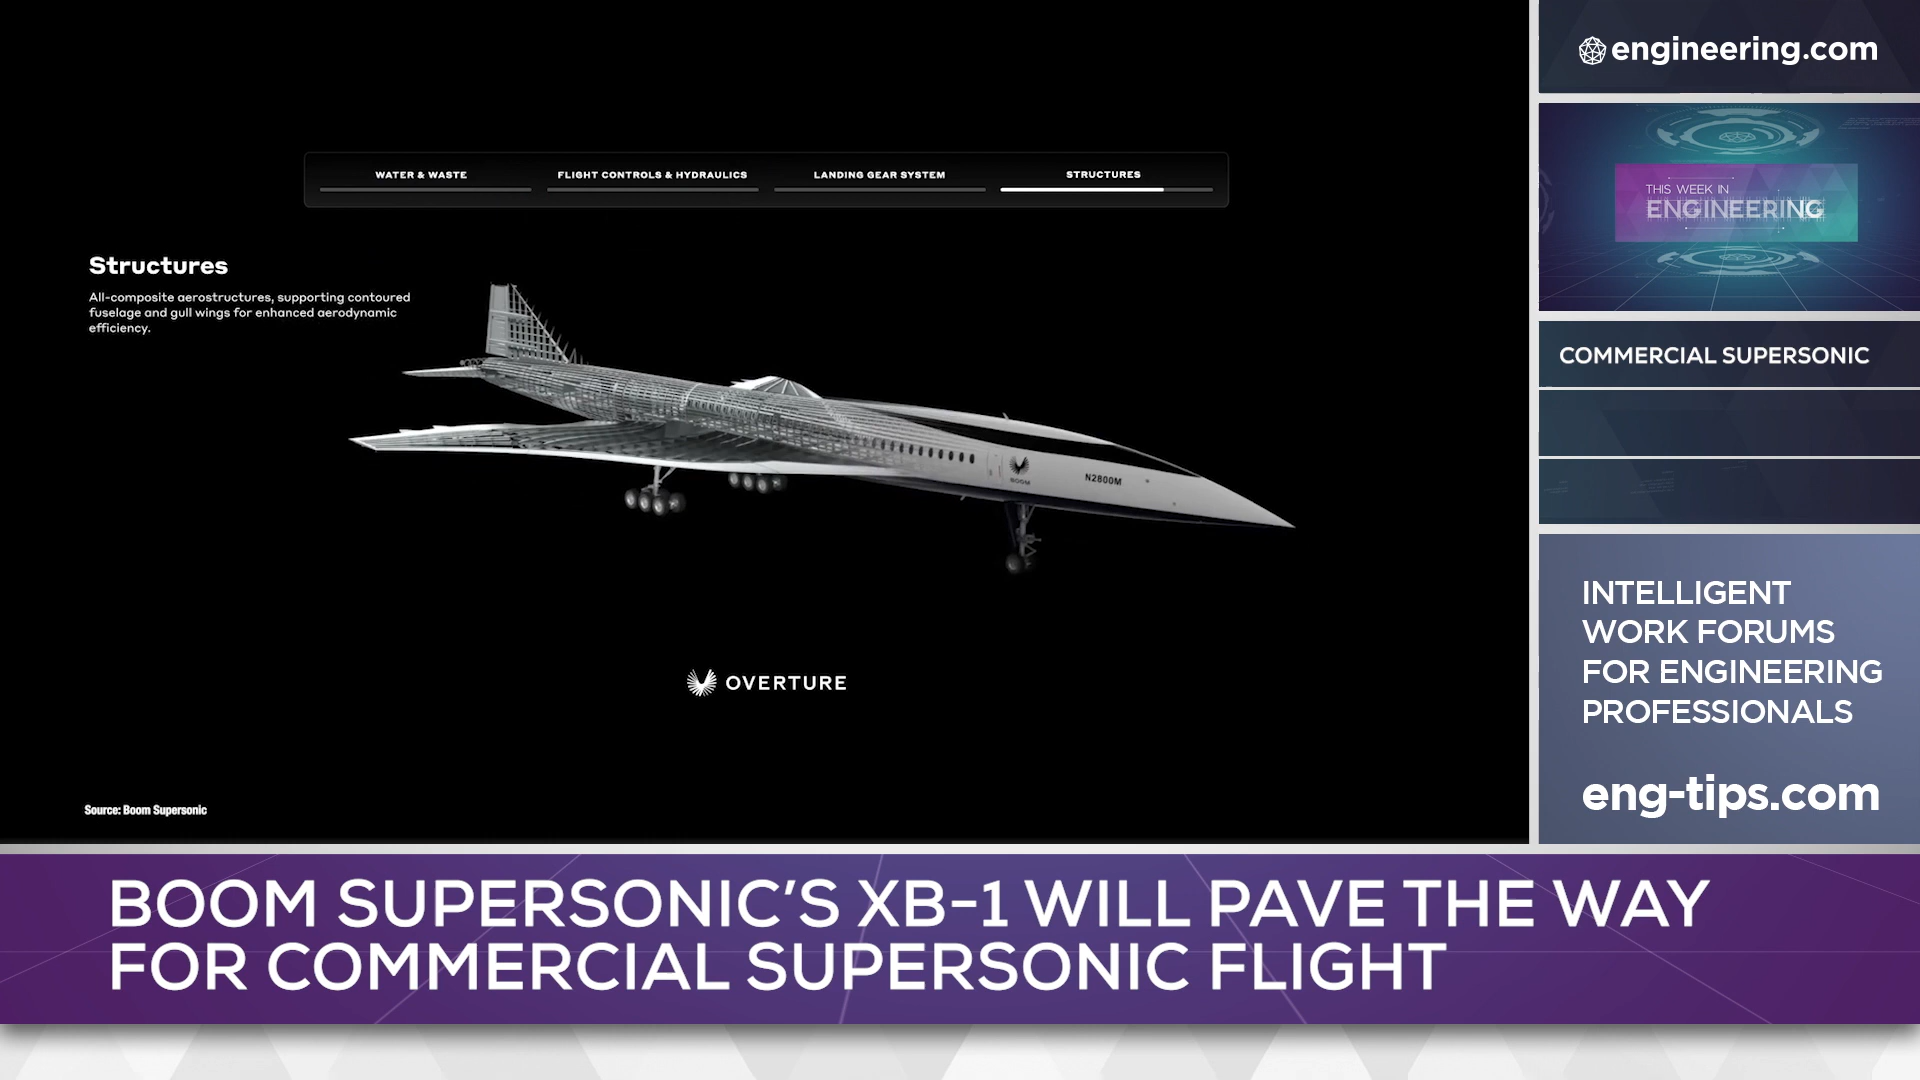 WATER & WASTE
FLIGHT CONTROLS & HYDRAULICS
LANDING GEAR SYSTEM
STRUCTURES
Structures
All-composite aerostructures, supporting contoured
fuselage and gull wings for enhanced aerodynamic
efficiency.
BOOM
N2800M
OVERTURE
Source: Boom Supersonic
engineering.com
THIS WEEK IN
ENGINEERING
COMMERCIAL SUPERSONIC
INTELLIGENT
WORK FORUMS
FOR ENGINEERING
PROFESSIONALS
eng-tips.com
BOOM SUPERSONIC'S XB-1 WILL PAVE THE WAY
FOR COMMERCIAL SUPERSONIC FLIGHT